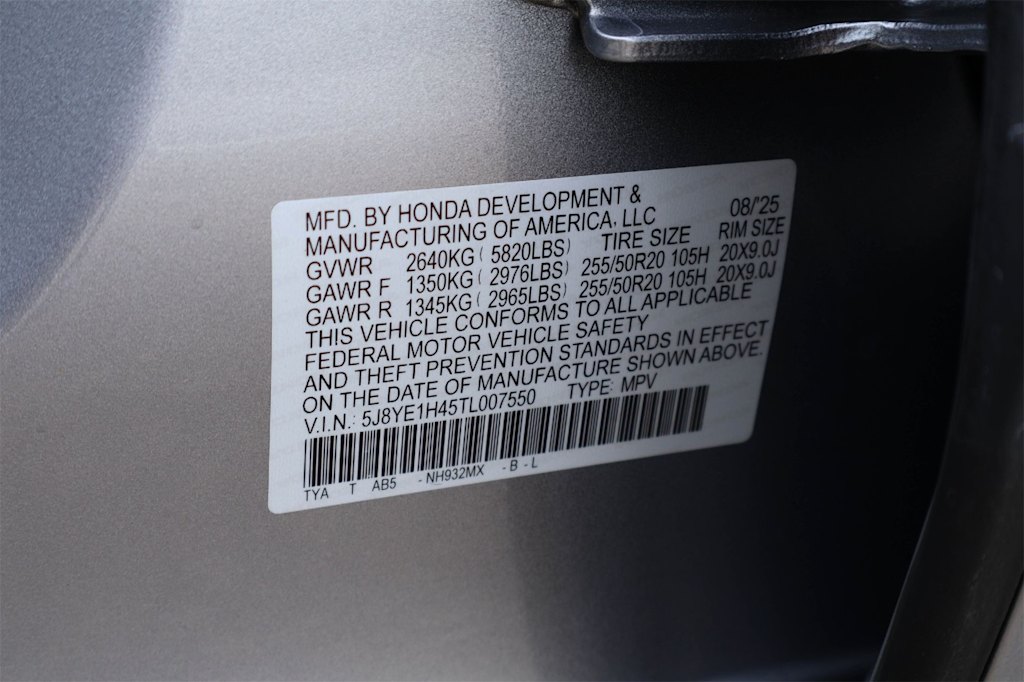 MFD. BY HONDA DEVELOPMENT &
MANUFACTURING OF AMERICA, LLC 08/'25
GVWR 2640KG ( 5820LBS) TIRE SIZE RIM SIZE
GAWR F 1350KG ( 2976LBS) 255/50R20 105H 20X9.0J
GAWR R 1345KG ( 2965LBS) 255/50R20 105H 20X9.0J
THIS VEHICLE CONFORMS TO ALL APPLICABLE
FEDERAL MOTOR VEHICLE SAFETY
AND THEFT PREVENTION STANDARDS IN EFFECT
ON THE DATE OF MANUFACTURE SHOWN ABOVE.
V.I.N.: 5J8YE1H45TL007550 TYPE: MPV
TYA T AB5 - NH932MX - B - L